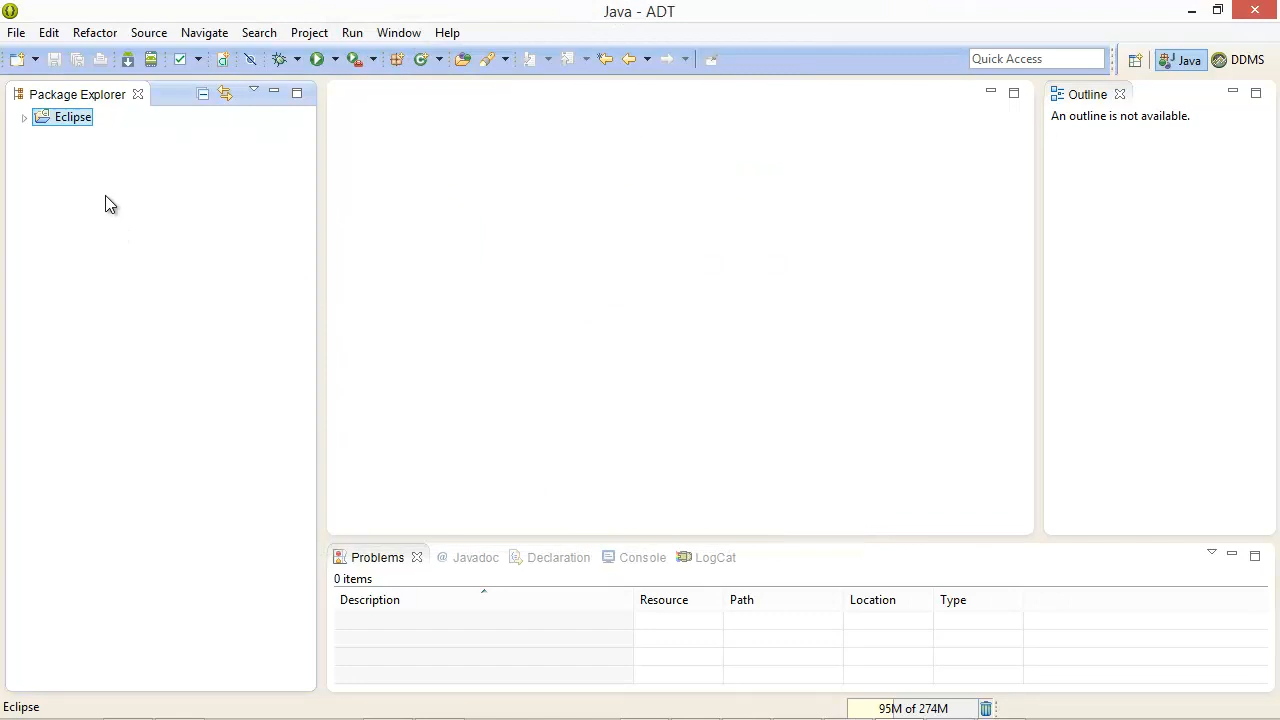 Java - ADT
File Edit Refactor Source Navigate Search Project Run Window Help
Quick Access
Java
DDMS
Package Explorer
Eclipse
Outline
An outline is not available.
Problems @ Javadoc Declaration Console LogCat
0 items
Description Resource Path Location Type
Eclipse
95M of 274M